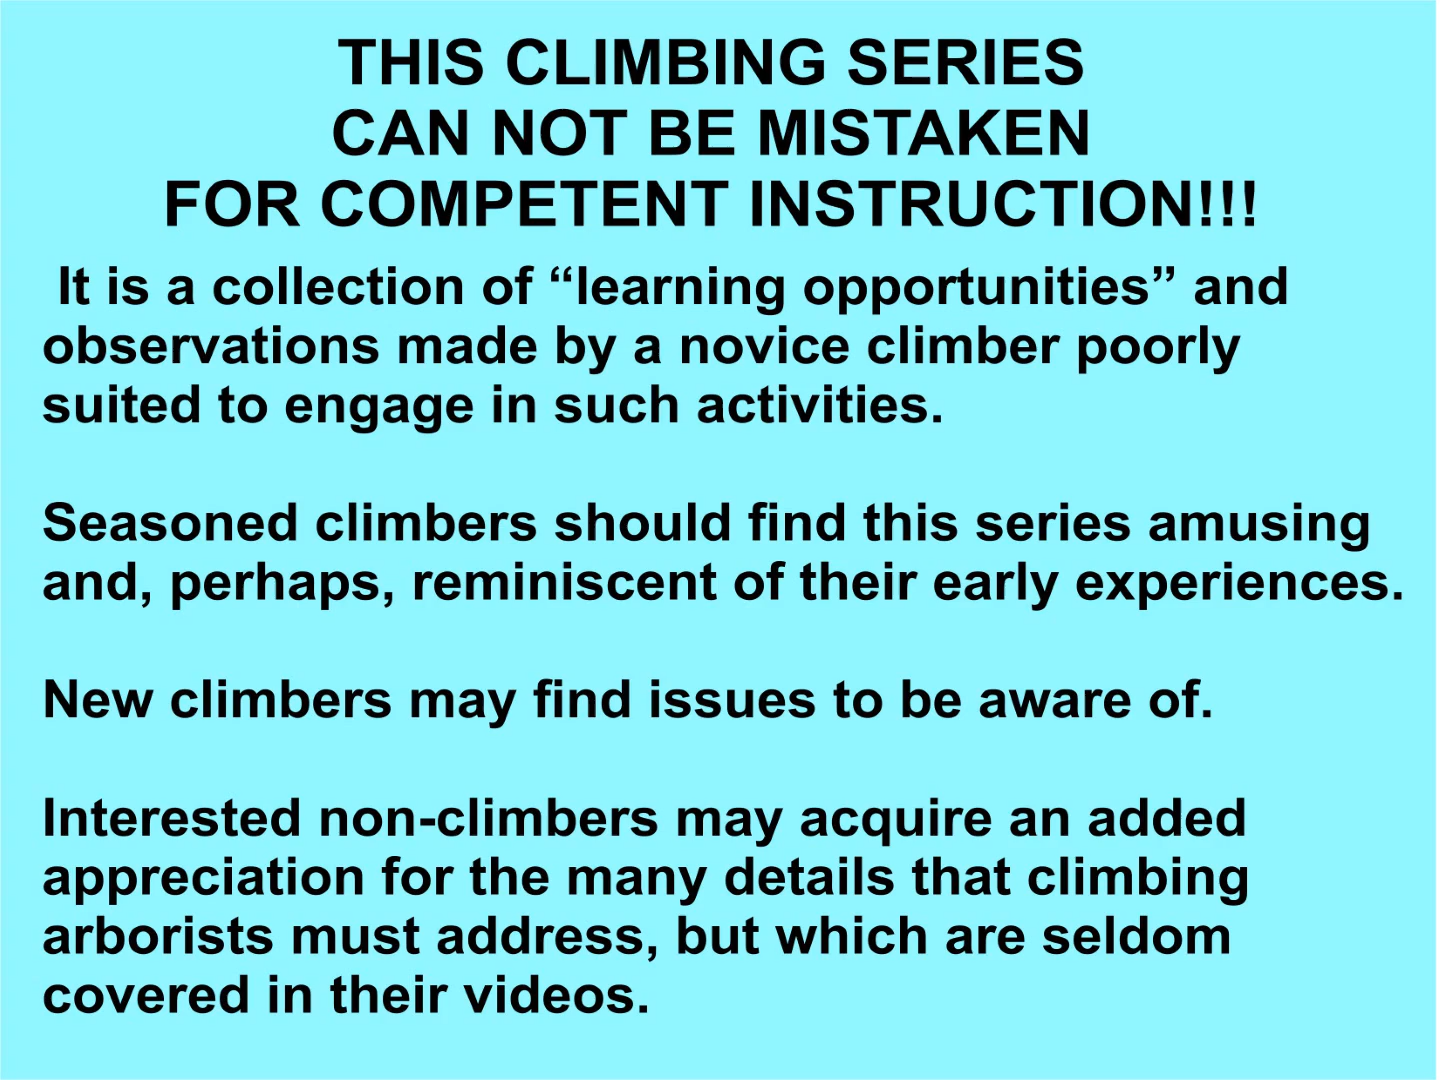 THIS CLIMBING SERIES
CAN NOT BE MISTAKEN
FOR COMPETENT INSTRUCTION!!!
It is a collection of “learning opportunities” and
observations made by a novice climber poorly
suited to engage in such activities.
Seasoned climbers should find this series amusing
and, perhaps, reminiscent of their early experiences.
New climbers may find issues to be aware of.
Interested non-climbers may acquire an added
appreciation for the many details that climbing
arborists must address, but which are seldom
covered in their videos.